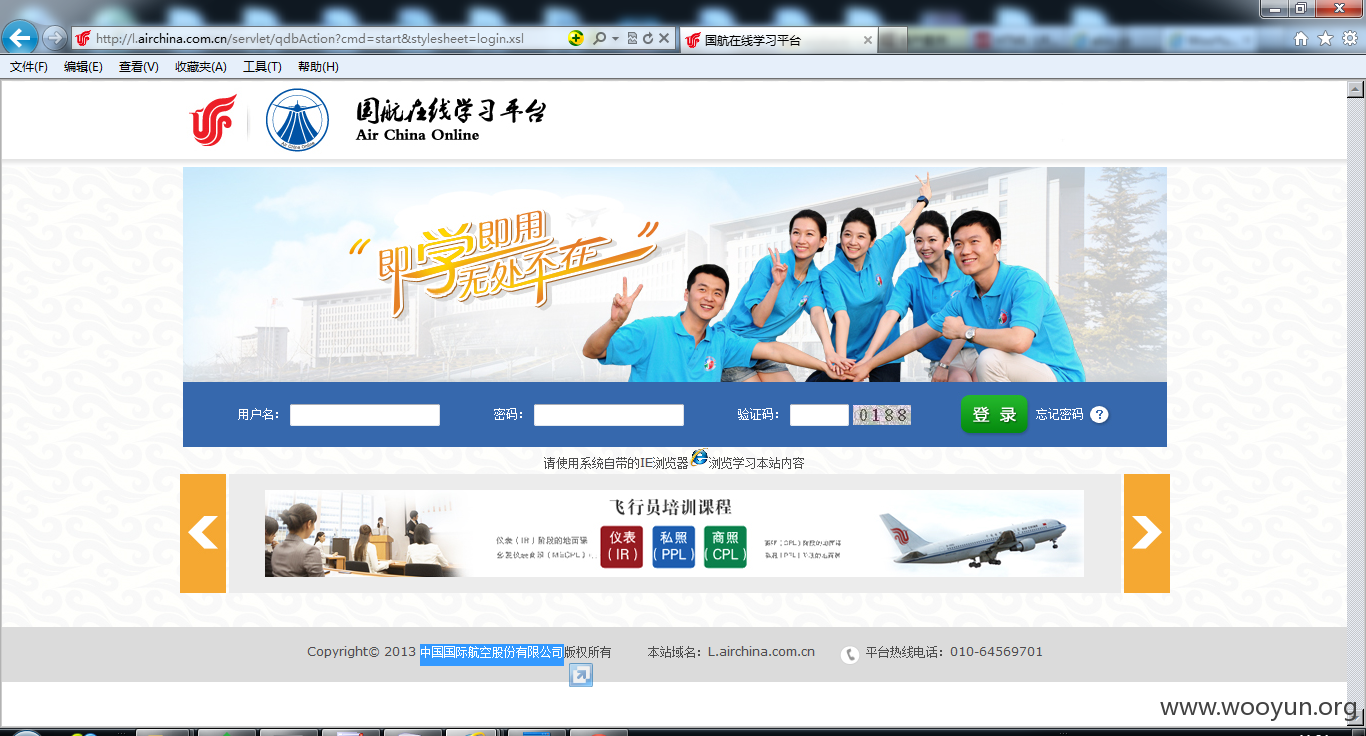 http://l.airchina.com.cn/servlet/qdbAction?cmd=start&stylesheet=login.xsl
国航在线学习平台
文件(F) 编辑(E) 查看(V) 收藏夹(A) 工具(T) 帮助(H)
国航在线学习平台
Air China Online
“即学即用
无处不在”
用户名： 密码： 验证码： 0188 登 录 忘记密码 ?
请使用系统自带的IE浏览器浏览学习本站内容
飞行员培训课程
仪表 私照 商照
(IR) (PPL) (CPL)
Copyright© 2013 中国国际航空股份有限公司版权所有 本站域名：L.airchina.com.cn 平台热线电话：010-64569701
www.wooyun.org